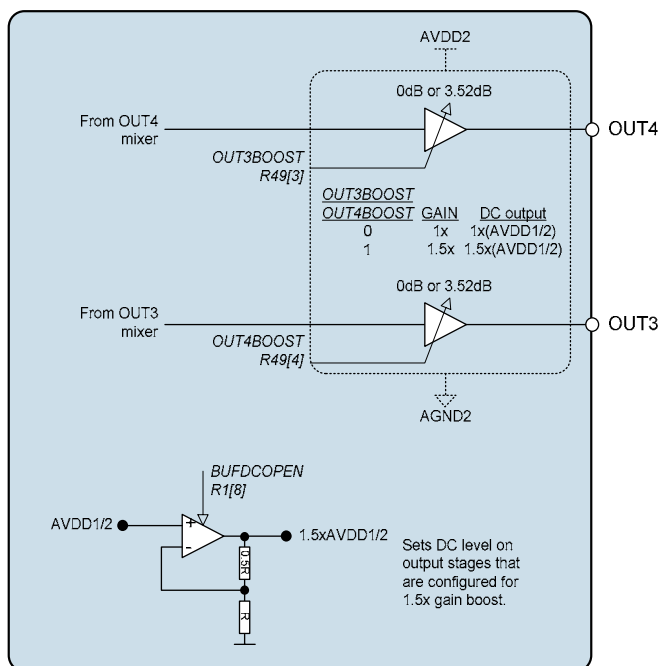 AVDD2
0dB or 3.52dB
From OUT4
mixer
OUT4
OUT3BOOST
R49[3]
OUT3BOOST
OUT4BOOST GAIN DC output
0 1x 1x(AVDD1/2)
1 1.5x 1.5x(AVDD1/2)
0dB or 3.52dB
From OUT3
mixer
OUT3
OUT4BOOST
R49[4]
AGND2
BUFDCOPEN
R1[8]
AVDD1/2
+
-
1.5xAVDD1/2
0.5R
R
Sets DC level on
output stages that
are configured for
1.5x gain boost.